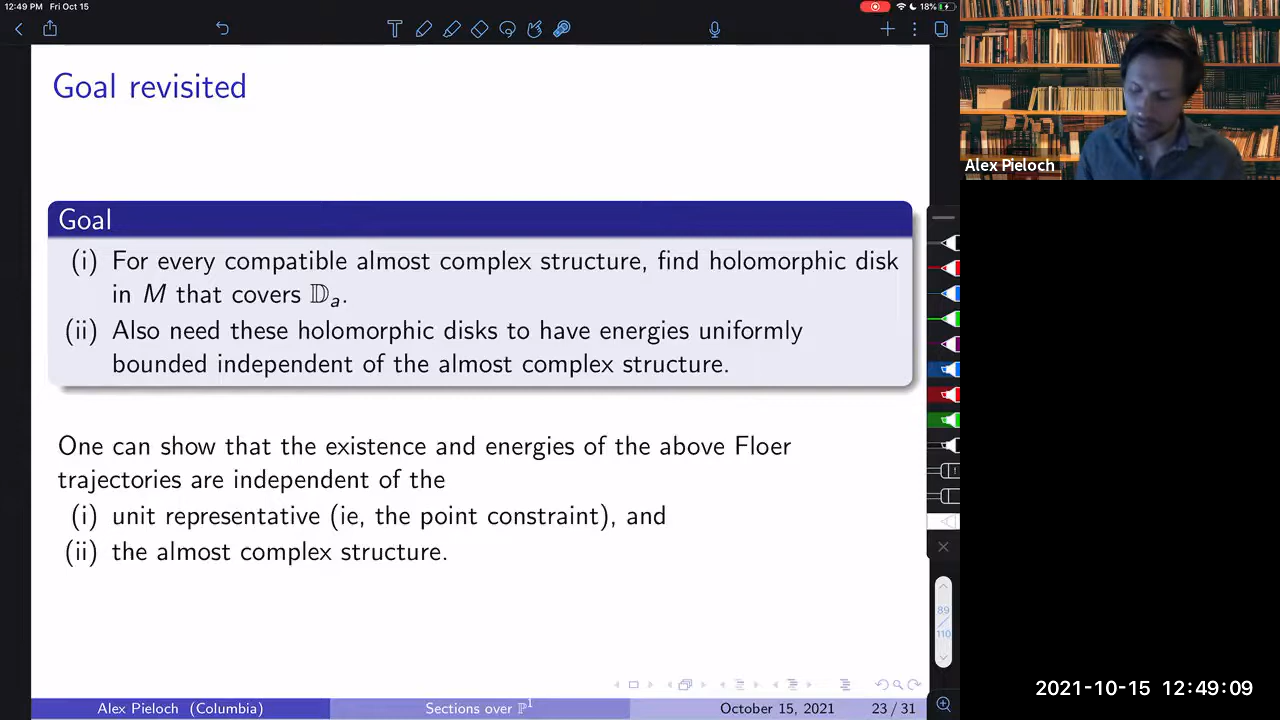 12:49 PM Fri Oct 15
18%
Goal revisited
Goal
(i) For every compatible almost complex structure, find holomorphic disk
in M that covers 𝔻ₐ.
(ii) Also need these holomorphic disks to have energies uniformly
bounded independent of the almost complex structure.
One can show that the existence and energies of the above Floer
trajectories are independent of the
(i) unit representative (ie, the point constraint), and
(ii) the almost complex structure.
Alex Pieloch (Columbia)
Sections over ℙ¹
October 15, 2021
23 / 31
89
/
110
Alex Pieloch
2021-10-15 12:49:09